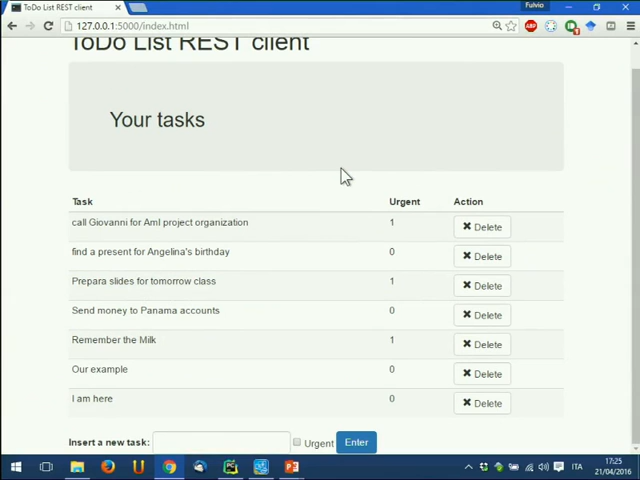 ToDo List REST client
Fulvio
127.0.0.1:5000/index.html
ToDo List REST client
Your tasks
Task Urgent Action
call Giovanni for AmI project organization 1 Delete
find a present for Angelina's birthday 0 Delete
Prepara slides for tomorrow class 1 Delete
Send money to Panama accounts 0 Delete
Remember the Milk 1 Delete
Our example 0 Delete
I am here 0 Delete
Insert a new task: Urgent Enter
ITA
17:25
21/04/2016